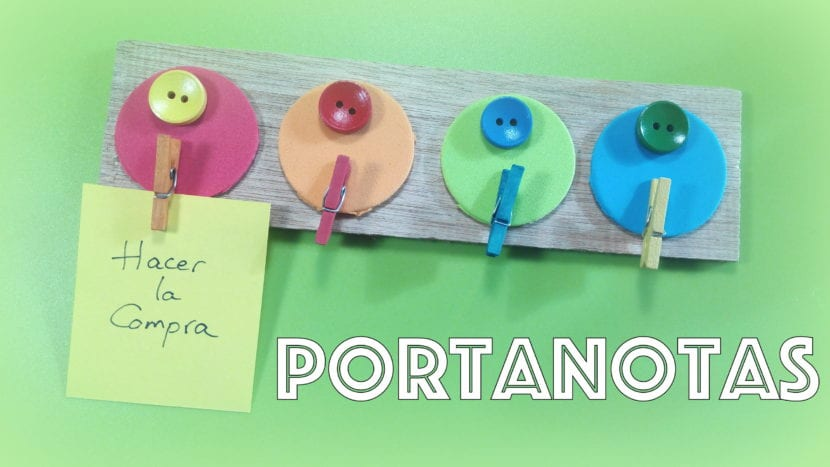 Hacer
la
Compra
PORTANOTAS